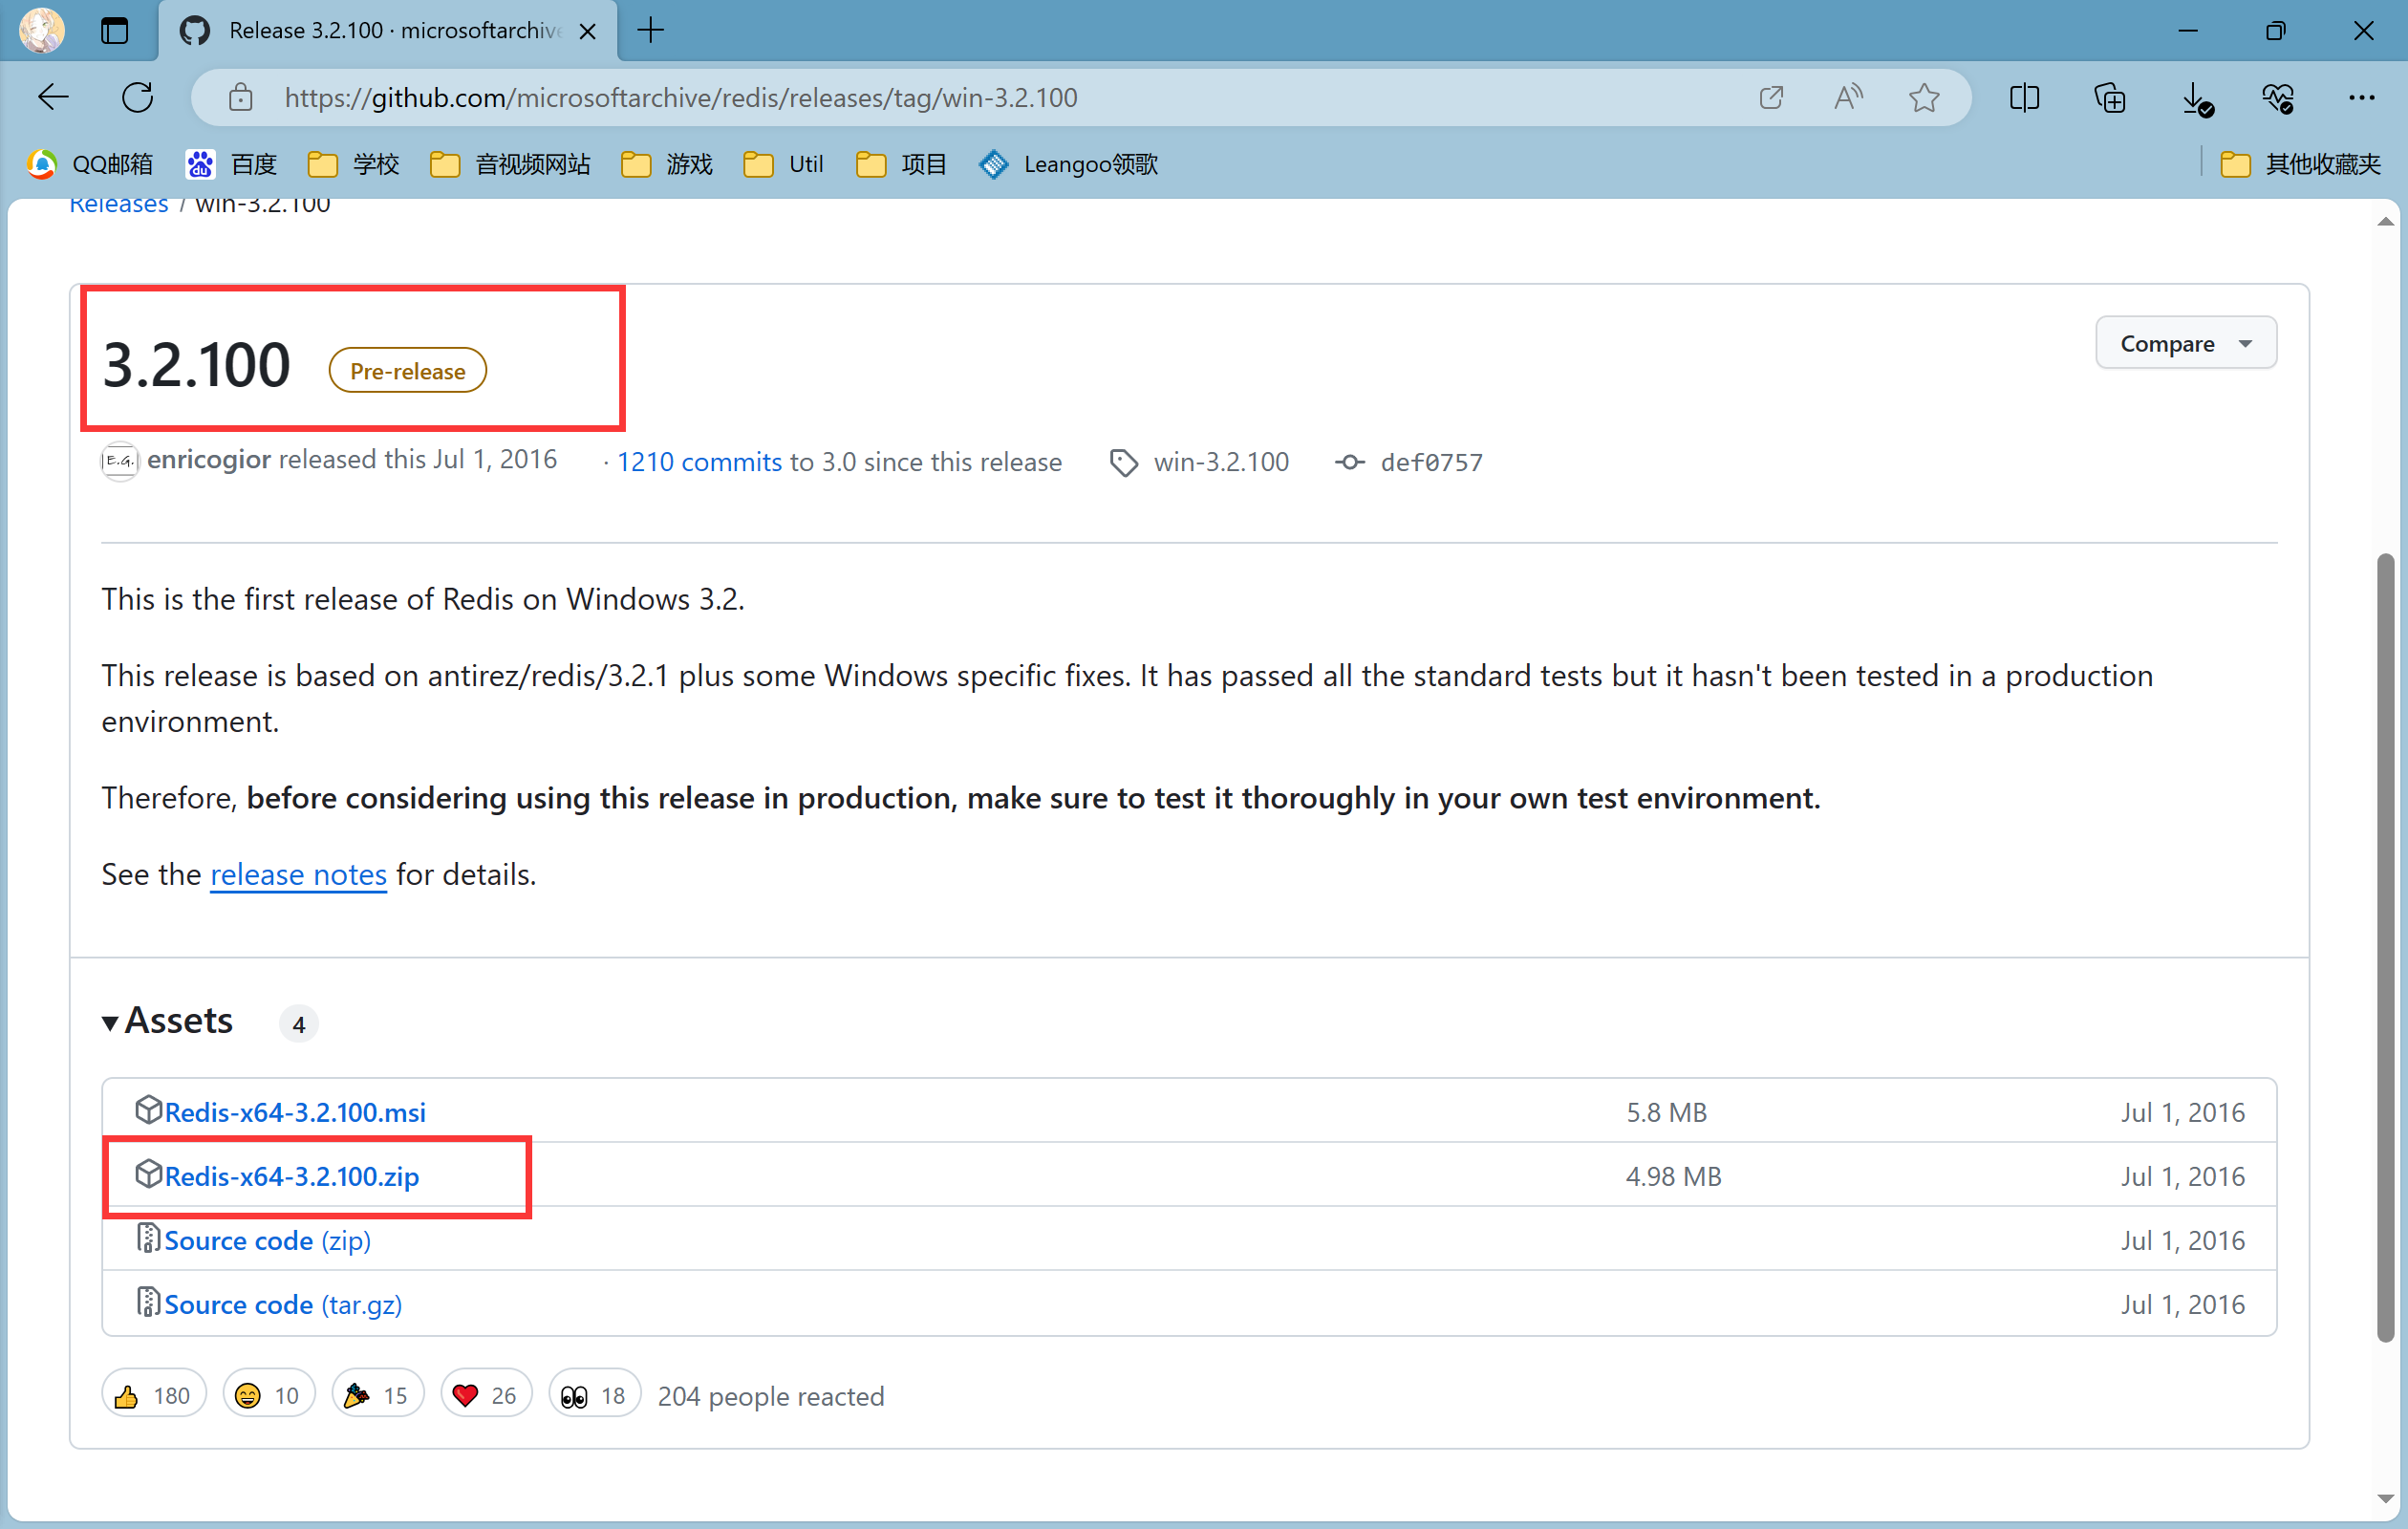 Release 3.2.100 · microsoftarchive
https://github.com/microsoftarchive/redis/releases/tag/win-3.2.100
QQ邮箱 百度 学校 音视频网站 游戏 Util 项目 Leangoo领歌 其他收藏夹
Releases / win-3.2.100
3.2.100 Pre-release Compare
E.G. enricogior released this Jul 1, 2016 · 1210 commits to 3.0 since this release win-3.2.100 def0757
This is the first release of Redis on Windows 3.2.
This release is based on antirez/redis/3.2.1 plus some Windows specific fixes. It has passed all the standard tests but it hasn't been tested in a production
environment.
Therefore, before considering using this release in production, make sure to test it thoroughly in your own test environment.
See the release notes for details.
Assets 4
Redis-x64-3.2.100.msi 5.8 MB Jul 1, 2016
Redis-x64-3.2.100.zip 4.98 MB Jul 1, 2016
Source code (zip) Jul 1, 2016
Source code (tar.gz) Jul 1, 2016
👍 180 😄 10 🎉 15 ❤️ 26 👀 18 204 people reacted